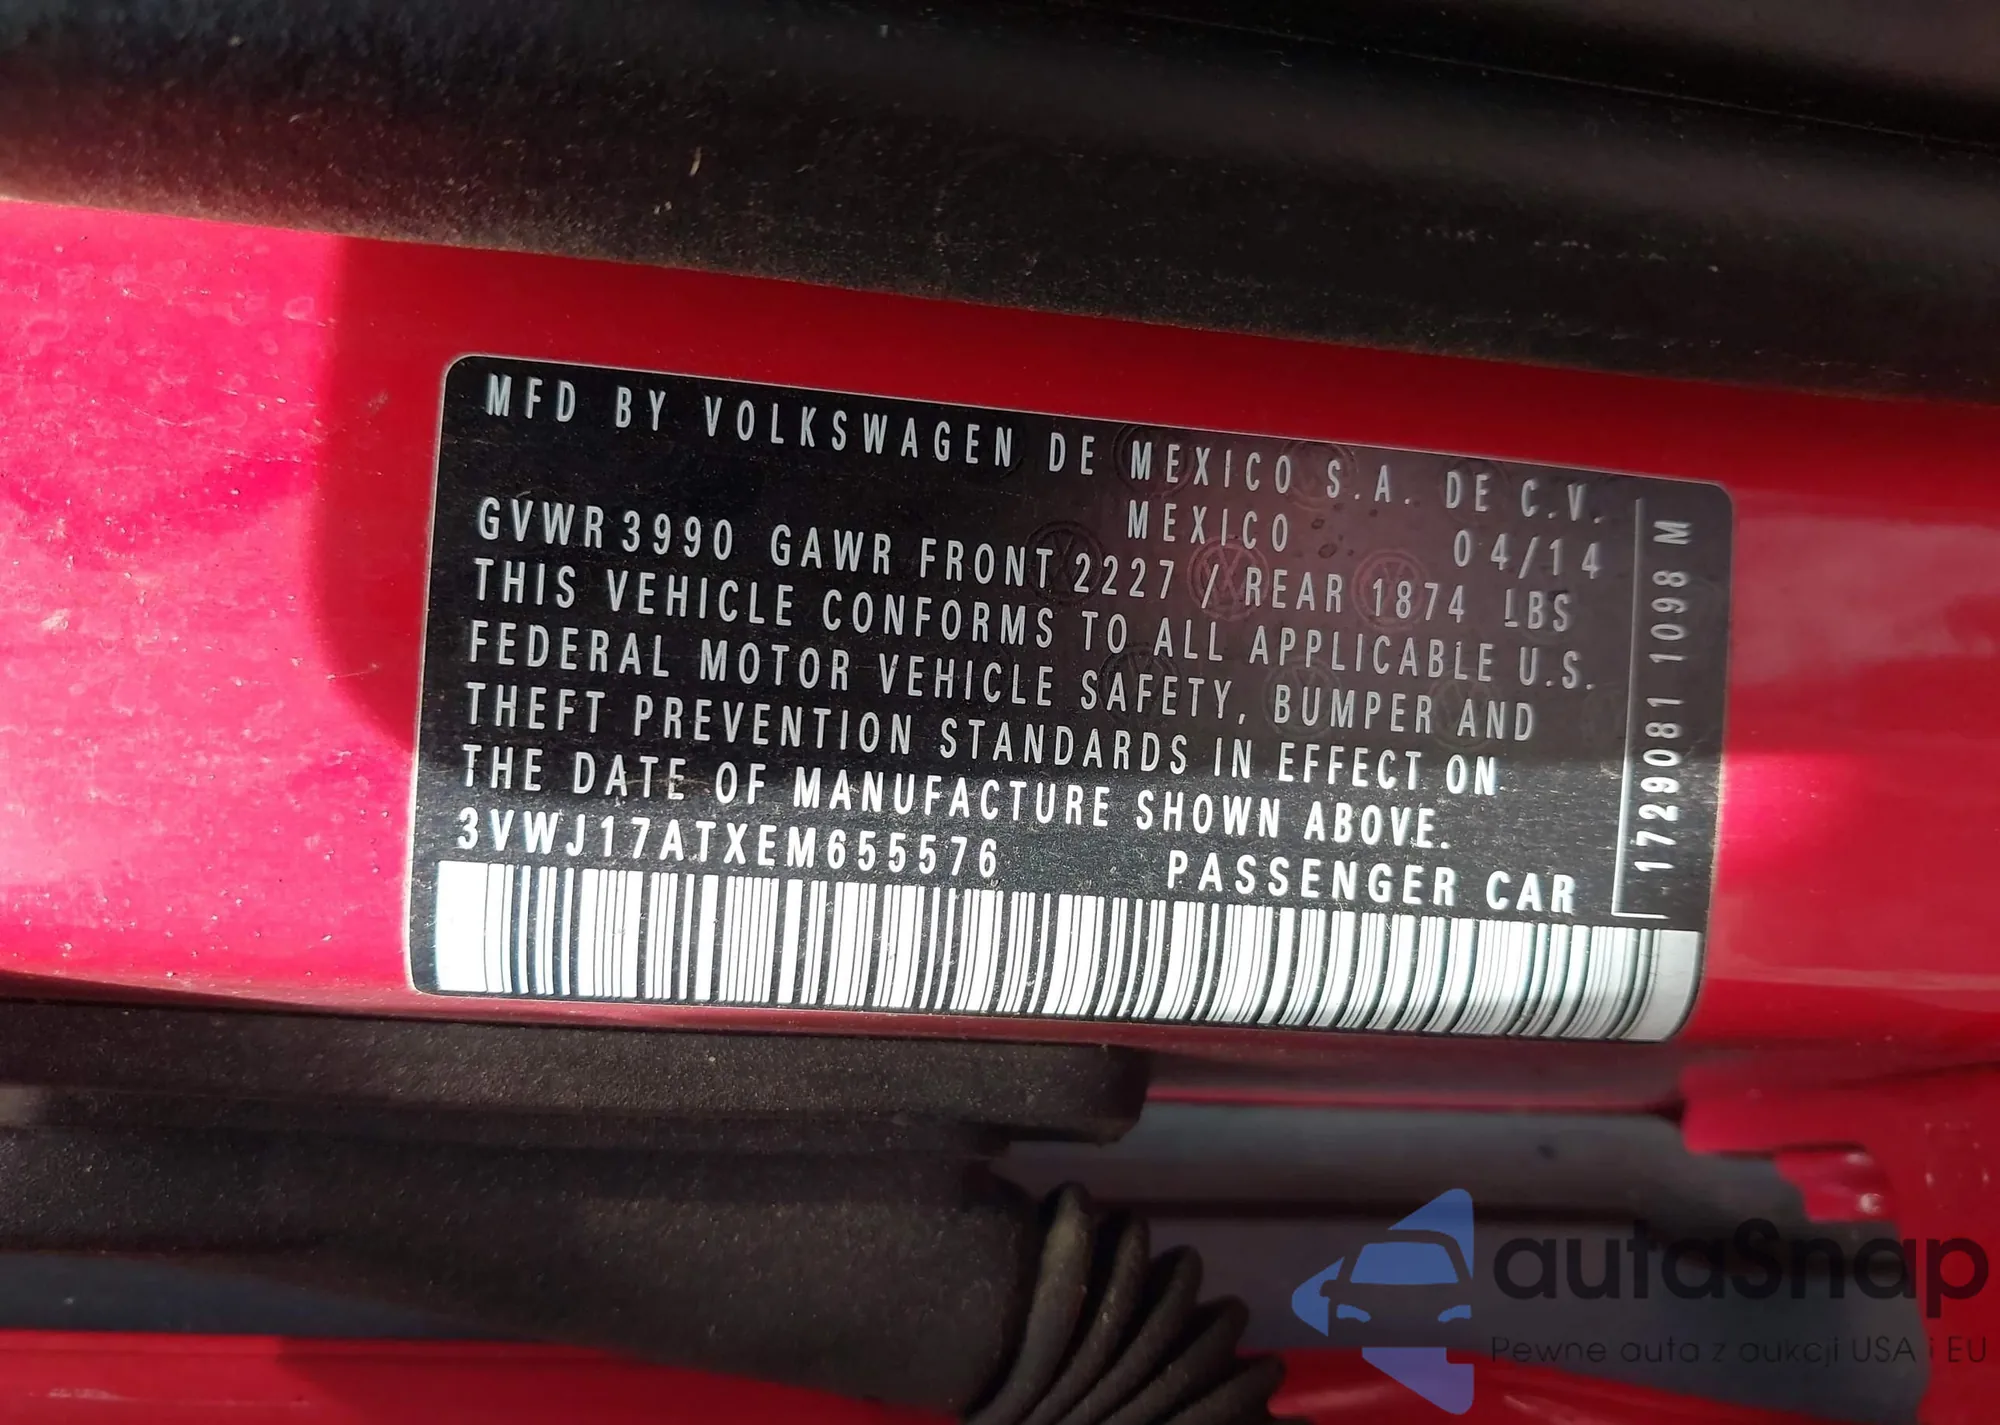 MFD BY VOLKSWAGEN DE MEXICO S.A. DE C.V.
MEXICO 04/14
GVWR 3990 GAWR FRONT 2227 / REAR 1874 LBS
THIS VEHICLE CONFORMS TO ALL APPLICABLE U.S.
FEDERAL MOTOR VEHICLE SAFETY, BUMPER AND
THEFT PREVENTION STANDARDS IN EFFECT ON
THE DATE OF MANUFACTURE SHOWN ABOVE.
3VWJ17ATXEM655576 PASSENGER CAR
1729081 1098 M
autaSnap
Pewne auta z aukcji USA i EU